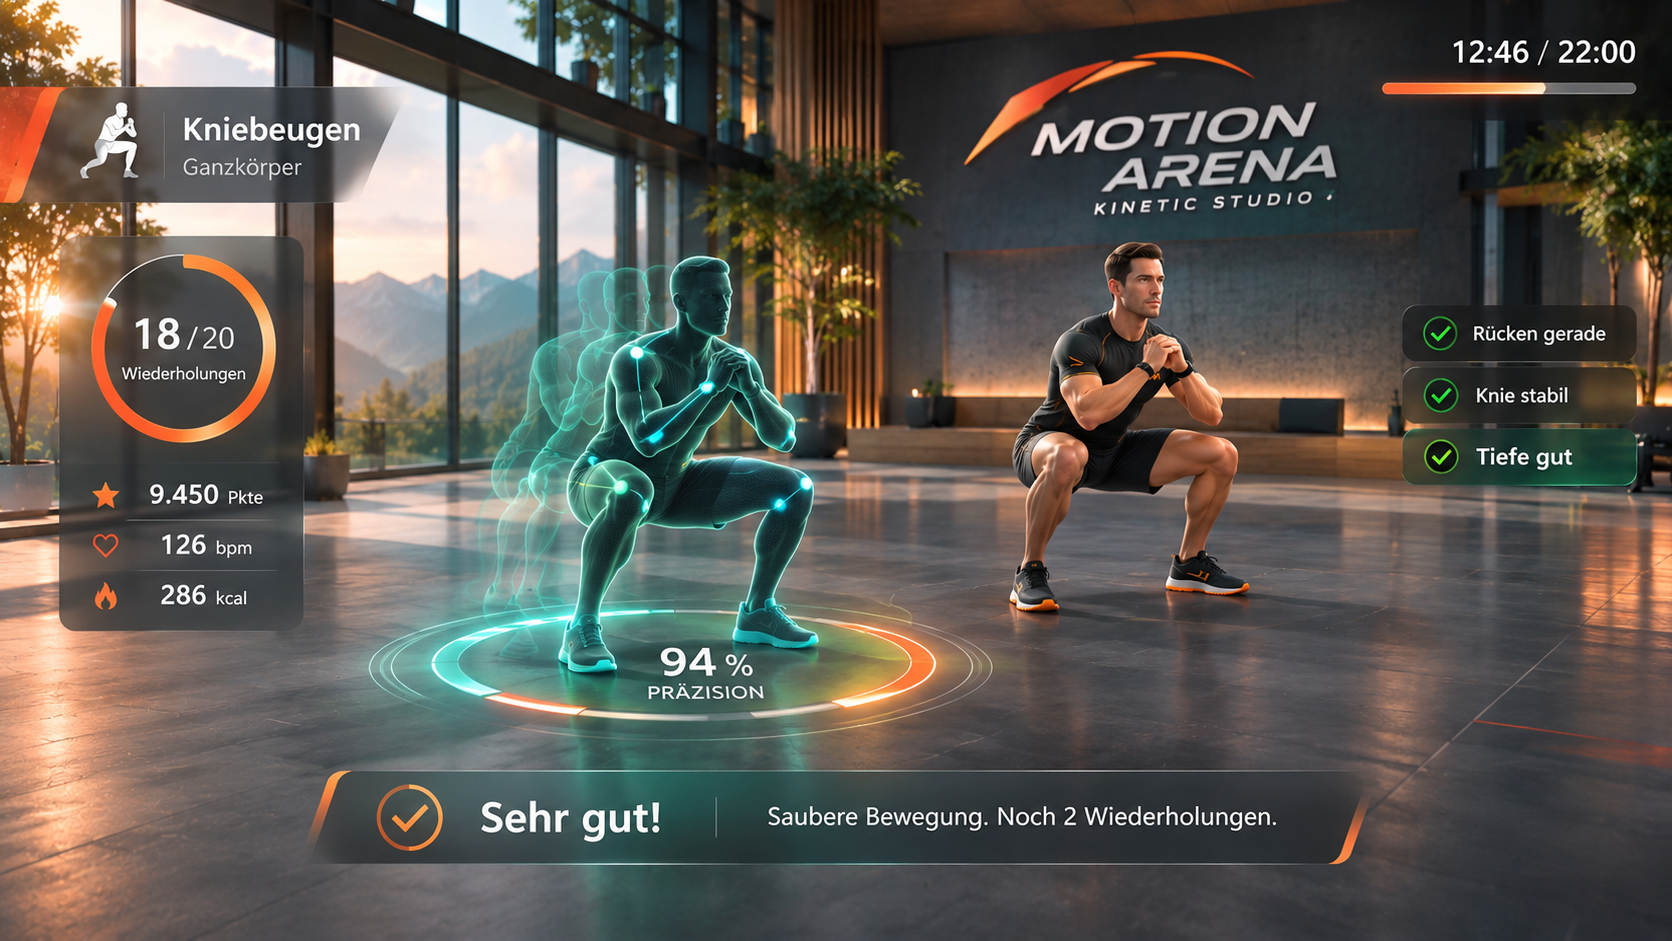 Kniebeugen
Ganzkörper
18/20
Wiederholungen
9.450 Pkte
126 bpm
286 kcal
MOTION
ARENA
KINETIC STUDIO
12:46 / 22:00
Rücken gerade
Knie stabil
Tiefe gut
94 %
PRÄZISION
Sehr gut!
Saubere Bewegung. Noch 2 Wiederholungen.